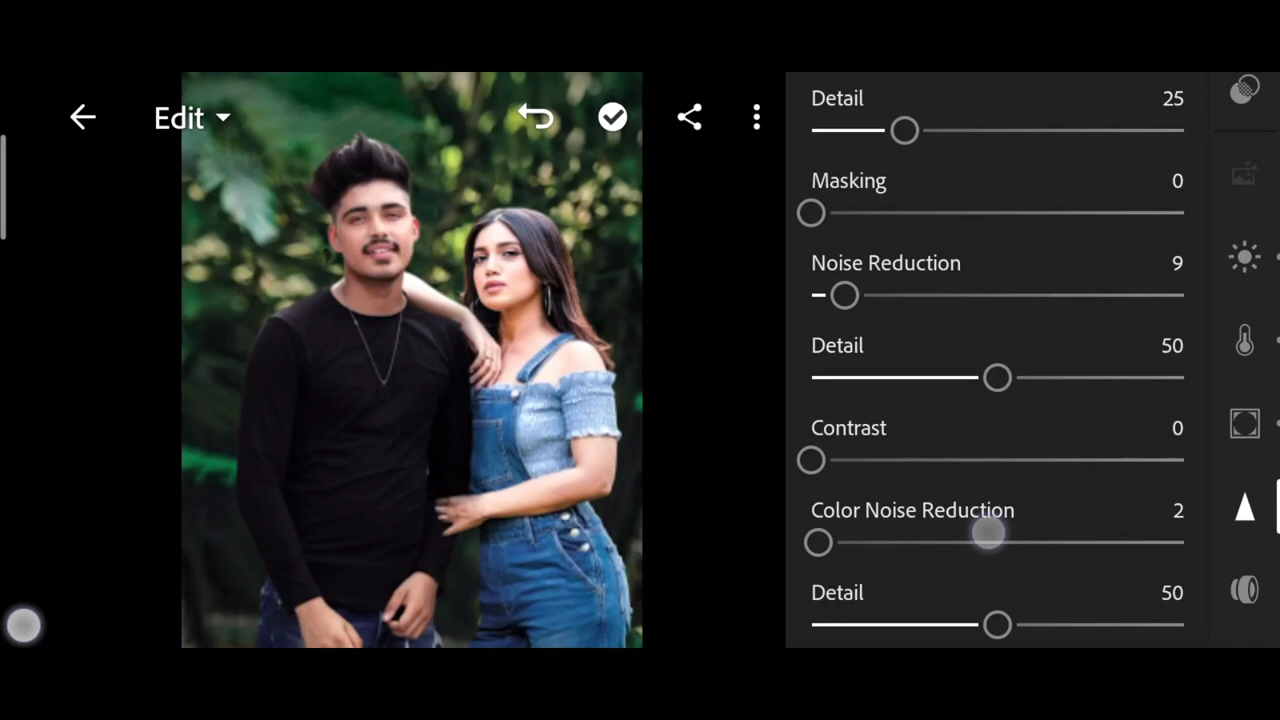 Edit
Detail 25
Masking 0
Noise Reduction 9
Detail 50
Contrast 0
Color Noise Reduction 2
Detail 50